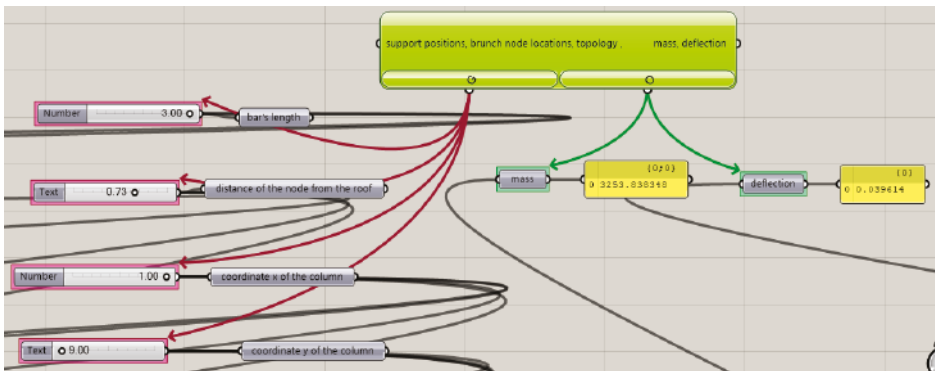 support positions, brunch node locations, topology , mass, deflection
G O
Number 3.00
bar's length
Text 0.73
distance of the node from the roof
mass
{0;0}
0 3253.838348
deflection
{0}
0 0.039614
Number 1.00
coordinate x of the column
Text 9.00
coordinate y of the column